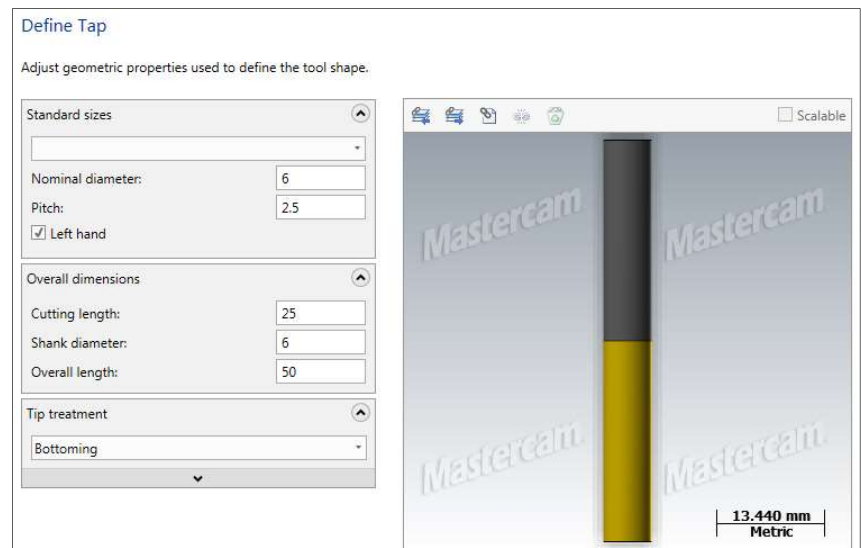 Define Tap
Adjust geometric properties used to define the tool shape.
Standard sizes
Nominal diameter: 6
Pitch: 2.5
Left hand
Overall dimensions
Cutting length: 25
Shank diameter: 6
Overall length: 50
Tip treatment
Bottoming
Scalable
Mastercam Mastercam
Mastercam Mastercam
13.440 mm
Metric